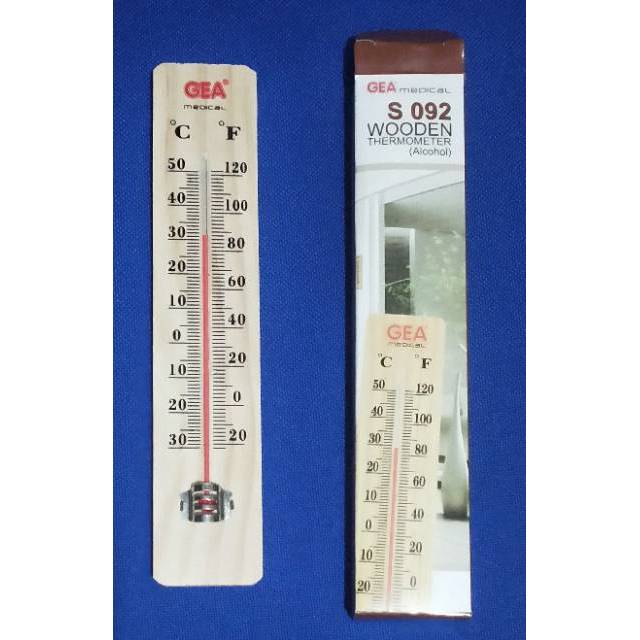 GEA®
medical
°C °F
50 120
40 100
30 80
20 60
10 40
0 20
10 0
20 20
30
GEA medical
S 092
WOODEN
THERMOMETER
(Alcohol)
GEA
medical
°C °F
50 120
40 100
30 80
20 60
10 40
0 20
10 0
20